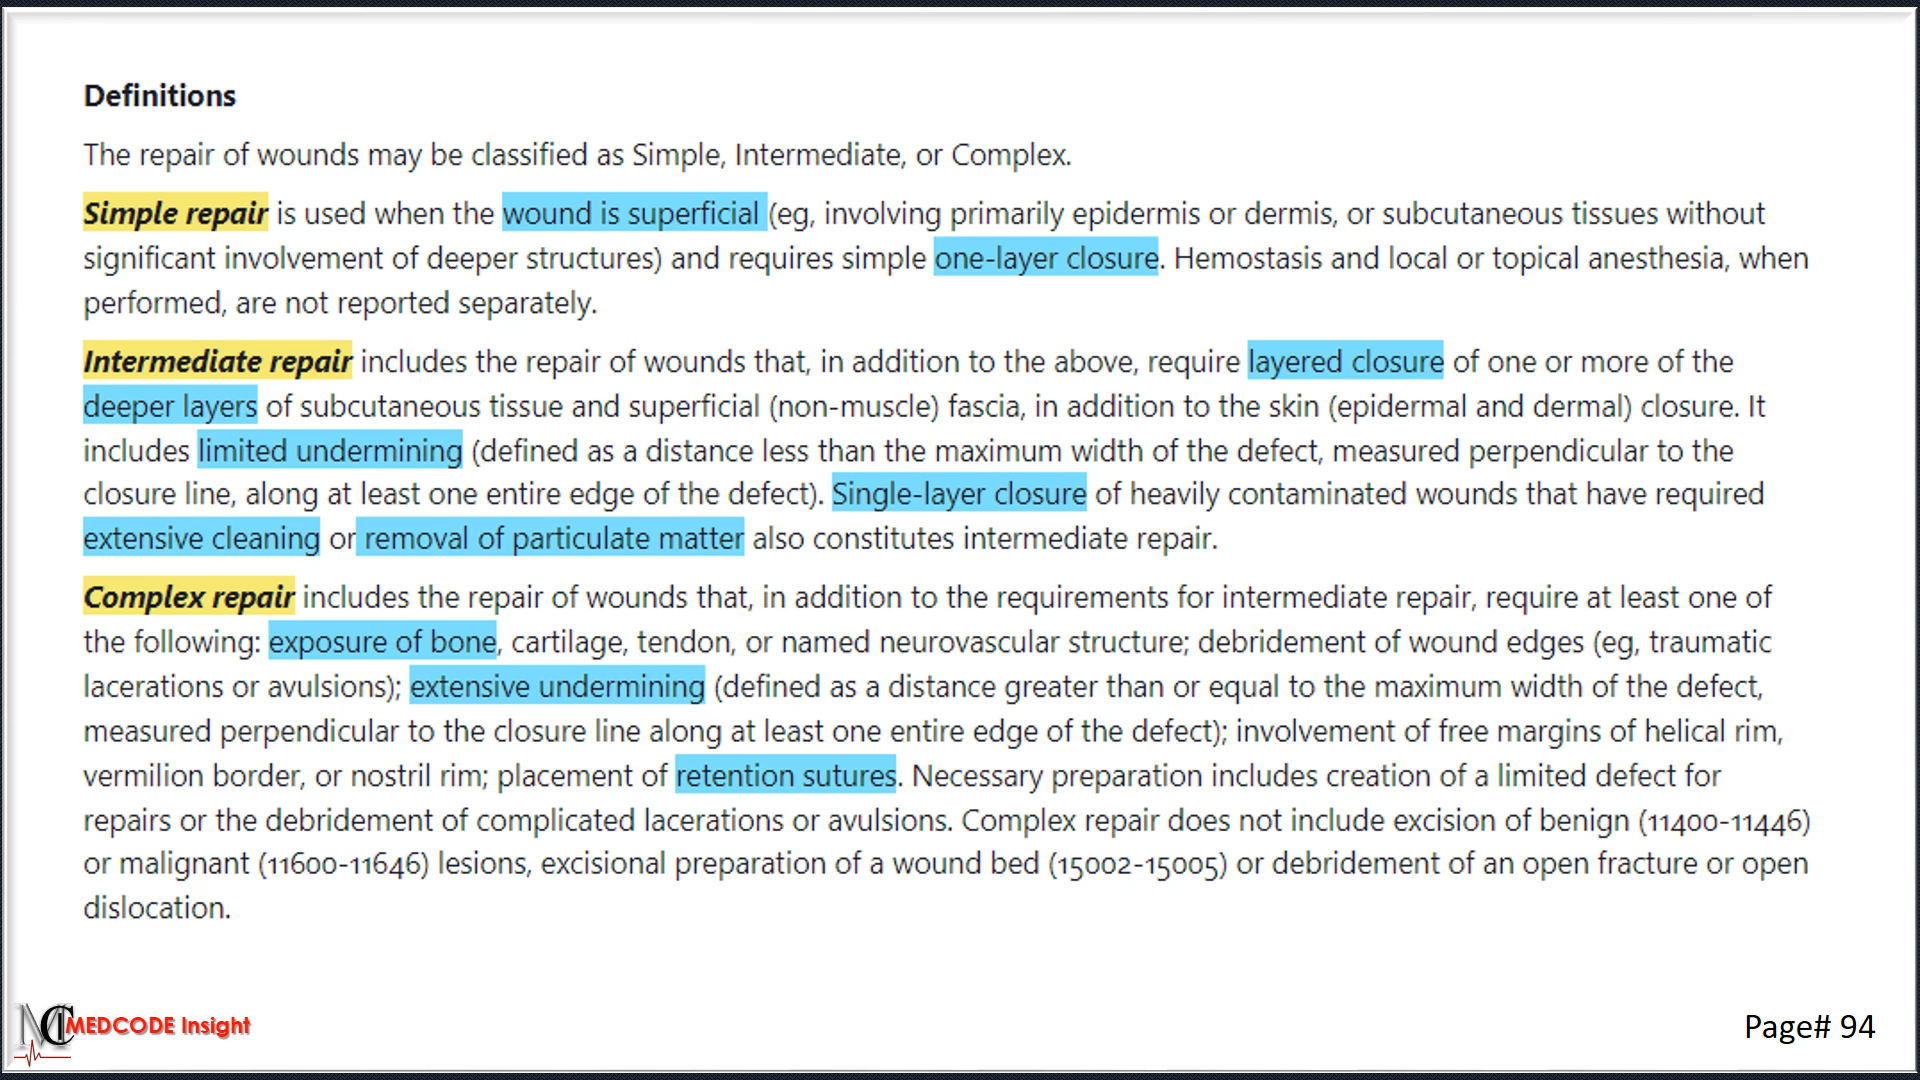 Definitions
The repair of wounds may be classified as Simple, Intermediate, or Complex.
Simple repair is used when the wound is superficial (eg, involving primarily epidermis or dermis, or subcutaneous tissues without
significant involvement of deeper structures) and requires simple one-layer closure. Hemostasis and local or topical anesthesia, when
performed, are not reported separately.
Intermediate repair includes the repair of wounds that, in addition to the above, require layered closure of one or more of the
deeper layers of subcutaneous tissue and superficial (non-muscle) fascia, in addition to the skin (epidermal and dermal) closure. It
includes limited undermining (defined as a distance less than the maximum width of the defect, measured perpendicular to the
closure line, along at least one entire edge of the defect). Single-layer closure of heavily contaminated wounds that have required
extensive cleaning or removal of particulate matter also constitutes intermediate repair.
Complex repair includes the repair of wounds that, in addition to the requirements for intermediate repair, require at least one of
the following: exposure of bone, cartilage, tendon, or named neurovascular structure; debridement of wound edges (eg, traumatic
lacerations or avulsions); extensive undermining (defined as a distance greater than or equal to the maximum width of the defect,
measured perpendicular to the closure line along at least one entire edge of the defect); involvement of free margins of helical rim,
vermilion border, or nostril rim; placement of retention sutures. Necessary preparation includes creation of a limited defect for
repairs or the debridement of complicated lacerations or avulsions. Complex repair does not include excision of benign (11400-11446)
or malignant (11600-11646) lesions, excisional preparation of a wound bed (15002-15005) or debridement of an open fracture or open
dislocation.
MC MEDCODE Insight
Page# 94